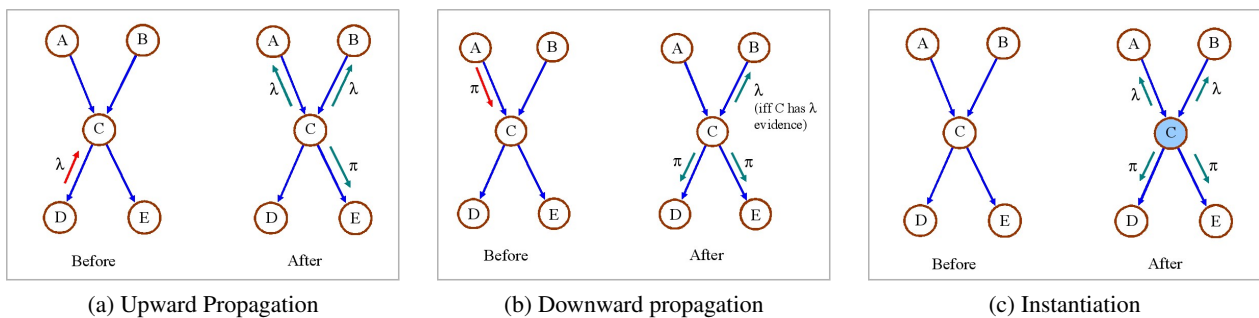 A B A B
λ λ
C C
λ π
D E D E
Before After
(a) Upward Propagation
A B A B
π λ
(iff C has λ
evidence)
C C
π π
D E D E
Before After
(b) Downward propagation
A B A B
λ λ
C C
π π
D E D E
Before After
(c) Instantiation